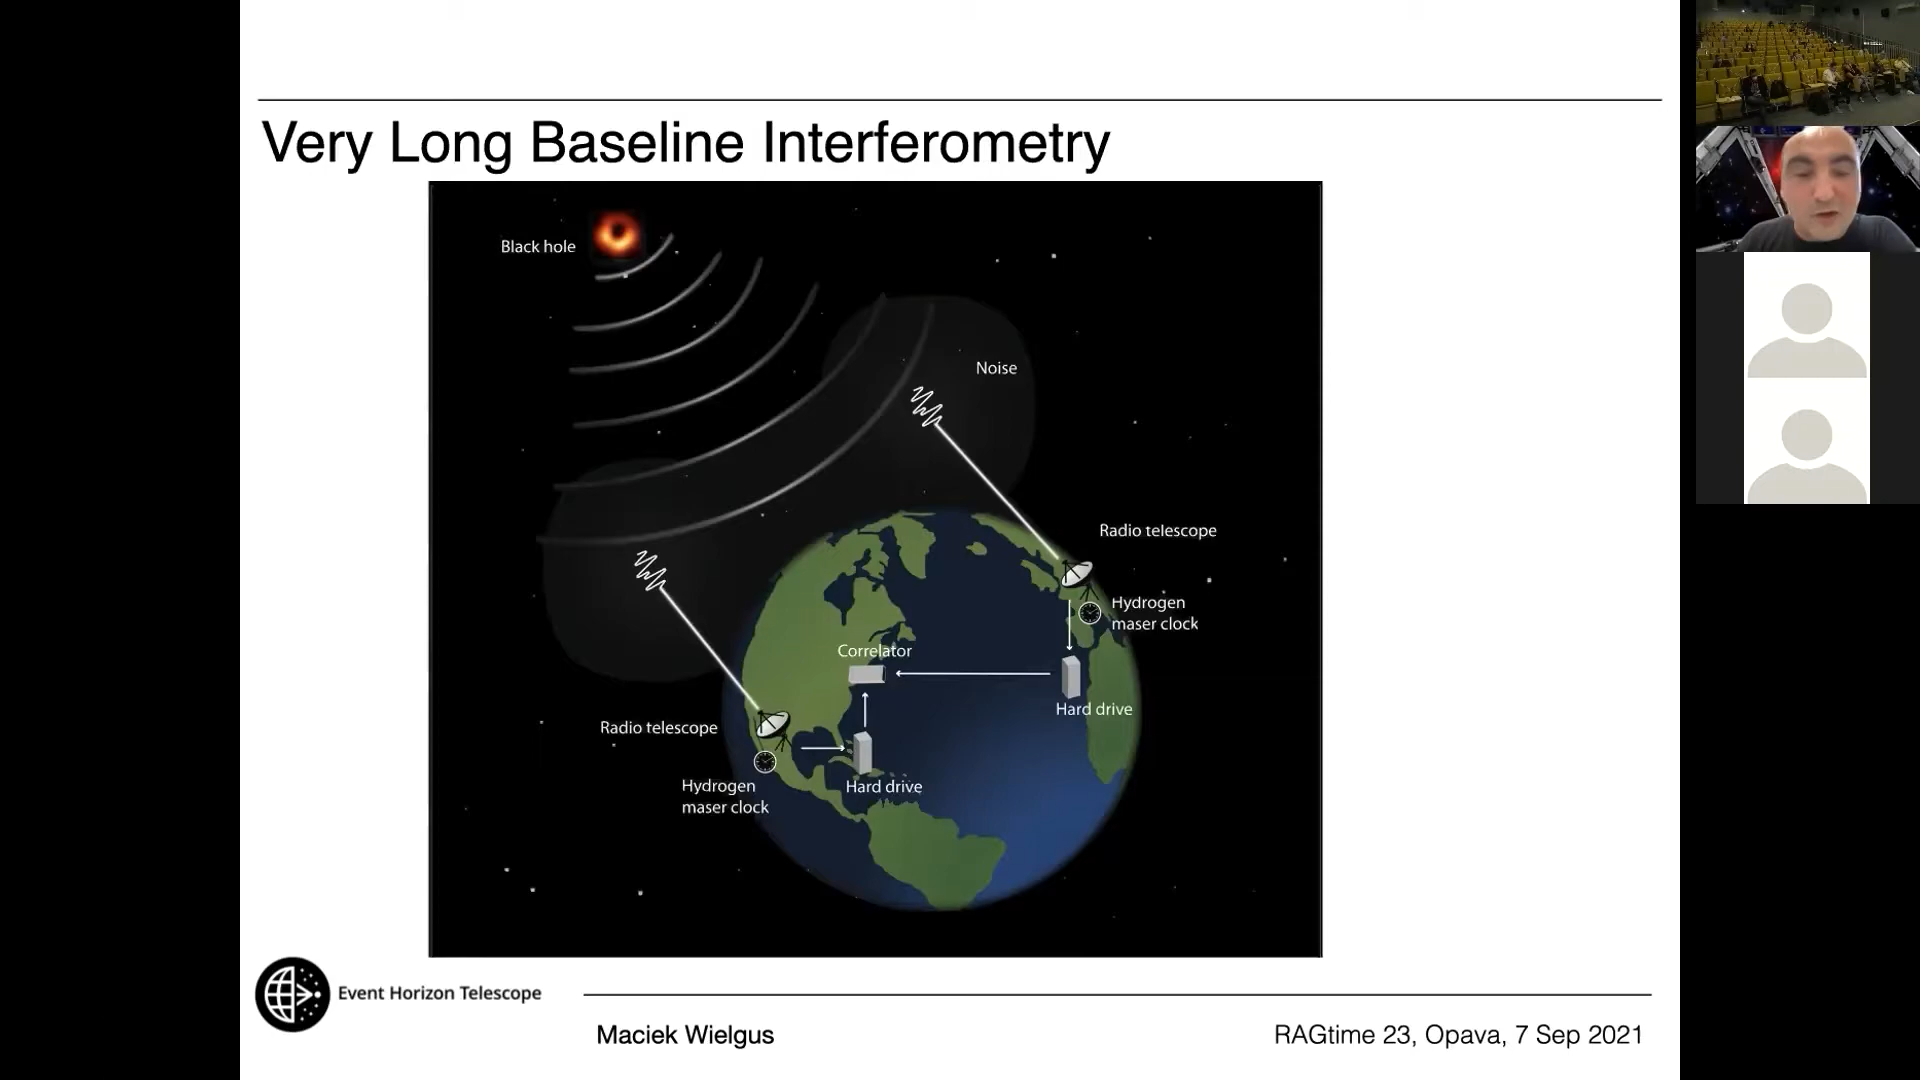 Very Long Baseline Interferometry
Black hole
Noise
Radio telescope
Hydrogen
maser clock
Correlator
Hard drive
Radio telescope
Hydrogen
maser clock
Hard drive
Event Horizon Telescope
Maciek Wielgus
RAGtime 23, Opava, 7 Sep 2021